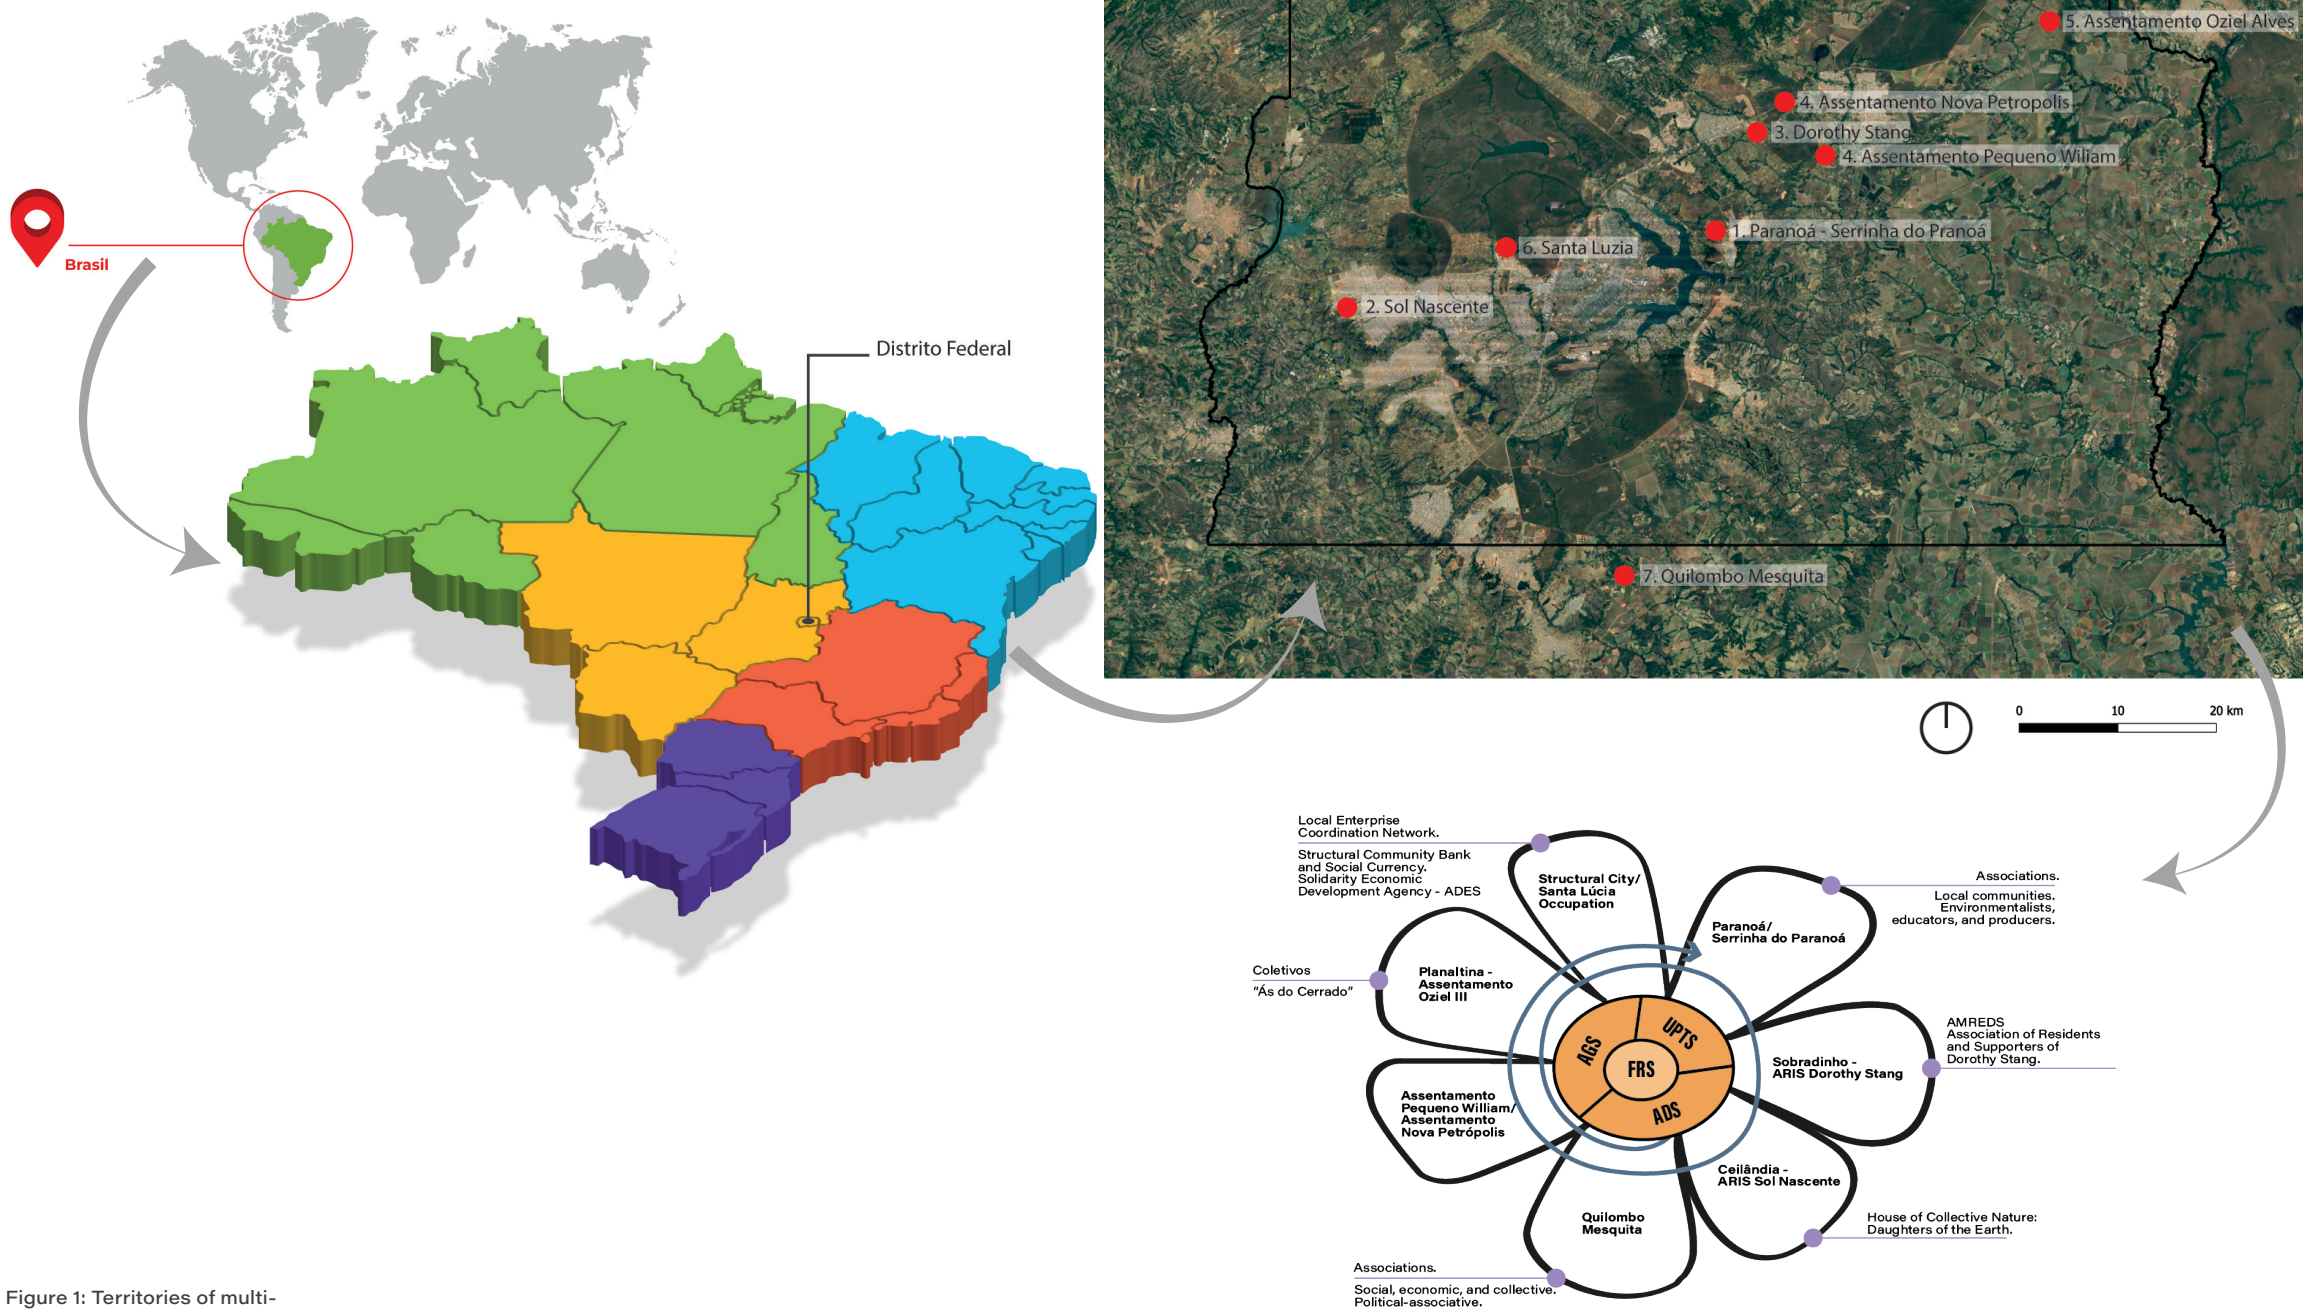 Brasil
Distrito Federal
5. Assentamento Oziel Alves
4. Assentamento Nova Petropolis
3. Dorothy Stang
4. Assentamento Pequeno Wiliam
1. Paranoá - Serrinha do Pranoá
6. Santa Luzia
2. Sol Nascente
7. Quilombo Mesquita
0 10 20 km
Local Enterprise
Coordination Network.
Structural Community Bank
and Social Currency.
Solidarity Economic
Development Agency - ADES
Structural City/
Santa Lúcia
Occupation
Associations.
Local communities.
Environmentalists,
educators, and producers.
Paranoá/
Serrinha do Paranoá
Coletivos
"Ás do Cerrado"
Planaltina -
Assentamento
Oziel III
AMREDS
Association of Residents
and Supporters of
Dorothy Stang.
Sobradinho -
ARIS Dorothy Stang
AGS
UPTS
FRS
ADS
Assentamento
Pequeno William/
Assentamento
Nova Petrópolis
Ceilândia -
ARIS Sol Nascente
House of Collective Nature:
Daughters of the Earth.
Quilombo
Mesquita
Associations.
Social, economic, and collective.
Political-associative.
Figure 1: Territories of multi-